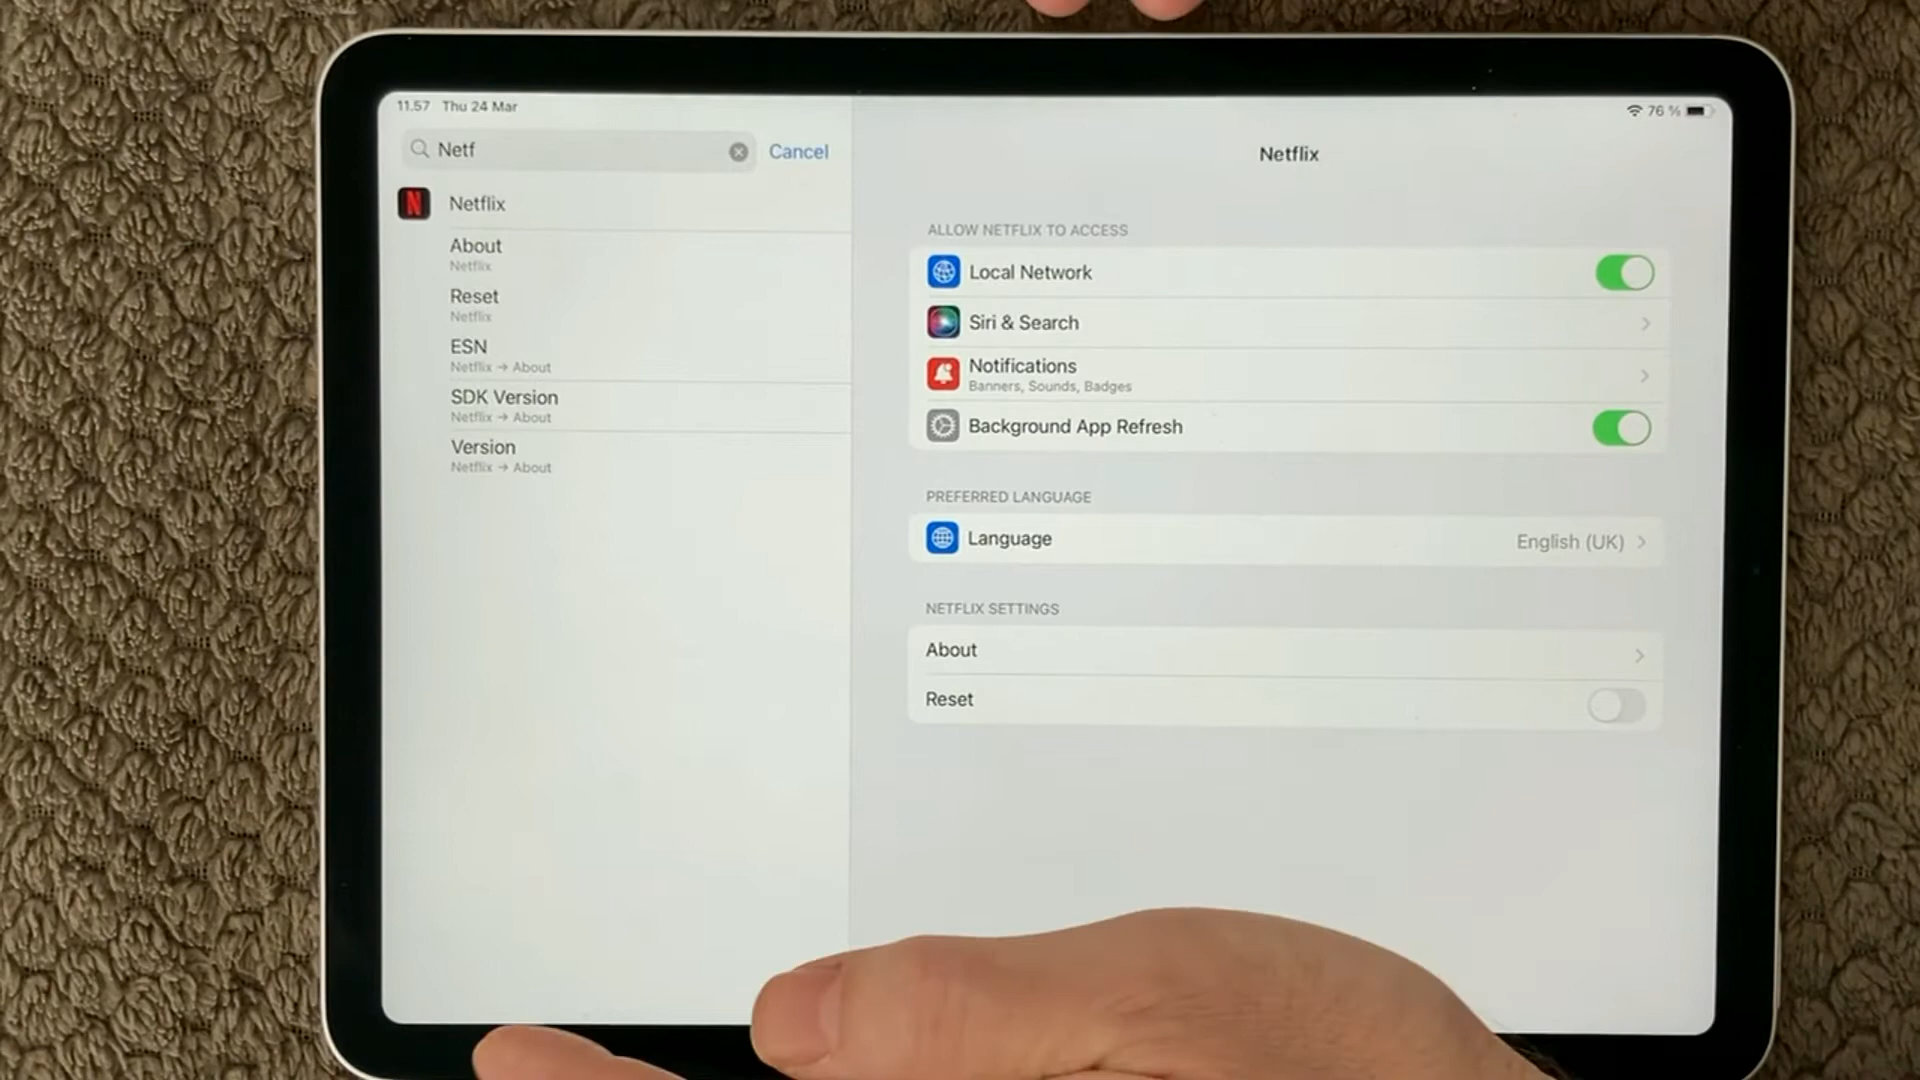 11.57 Thu 24 Mar
76 %
Netf
Cancel
N
Netflix
About
Netflix
Reset
Netflix
ESN
Netflix → About
SDK Version
Netflix → About
Version
Netflix → About
Netflix
ALLOW NETFLIX TO ACCESS
Local Network
Siri & Search
Notifications
Banners, Sounds, Badges
Background App Refresh
PREFERRED LANGUAGE
Language English (UK)
NETFLIX SETTINGS
About
Reset